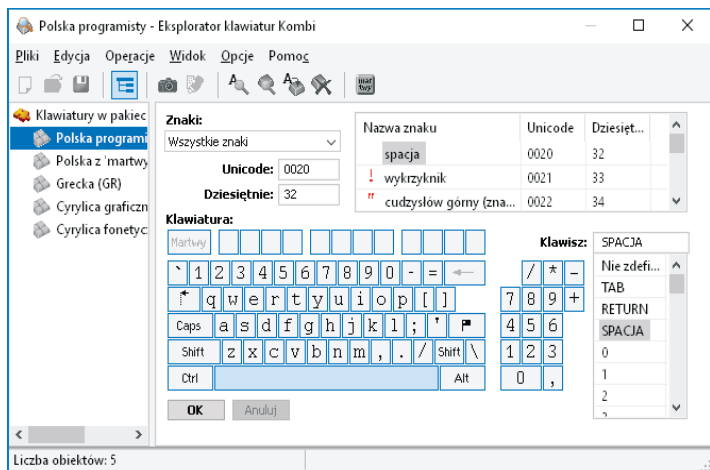 Polska programisty - Eksplorator klawiatur Kombi
Pliki Edycja Operacje Widok Opcje Pomoc
Klawiatury w pakiec
Polska programi
Polska z 'martwy
Grecka (GR)
Cyrylica graficzn
Cyrylica fonetyc
Znaki:
Wszystkie znaki
Unicode: 0020
Dziesiętnie: 32
Nazwa znaku Unicode Dziesięt...
spacja 0020 32
! wykrzyknik 0021 33
" cudzysłów górny (zna... 0022 34
Klawiatura:
Martwy
` 1 2 3 4 5 6 7 8 9 0 - =
q w e r t y u i o p [ ]
Caps a s d f g h j k l ; '
Shift z x c v b n m , . / Shift \
Ctrl Alt
/ * -
7 8 9 +
4 5 6
1 2 3
0 ,
Klawisz: SPACJA
Nie zdefi...
TAB
RETURN
SPACJA
0
1
2
OK Anuluj
Liczba obiektów: 5